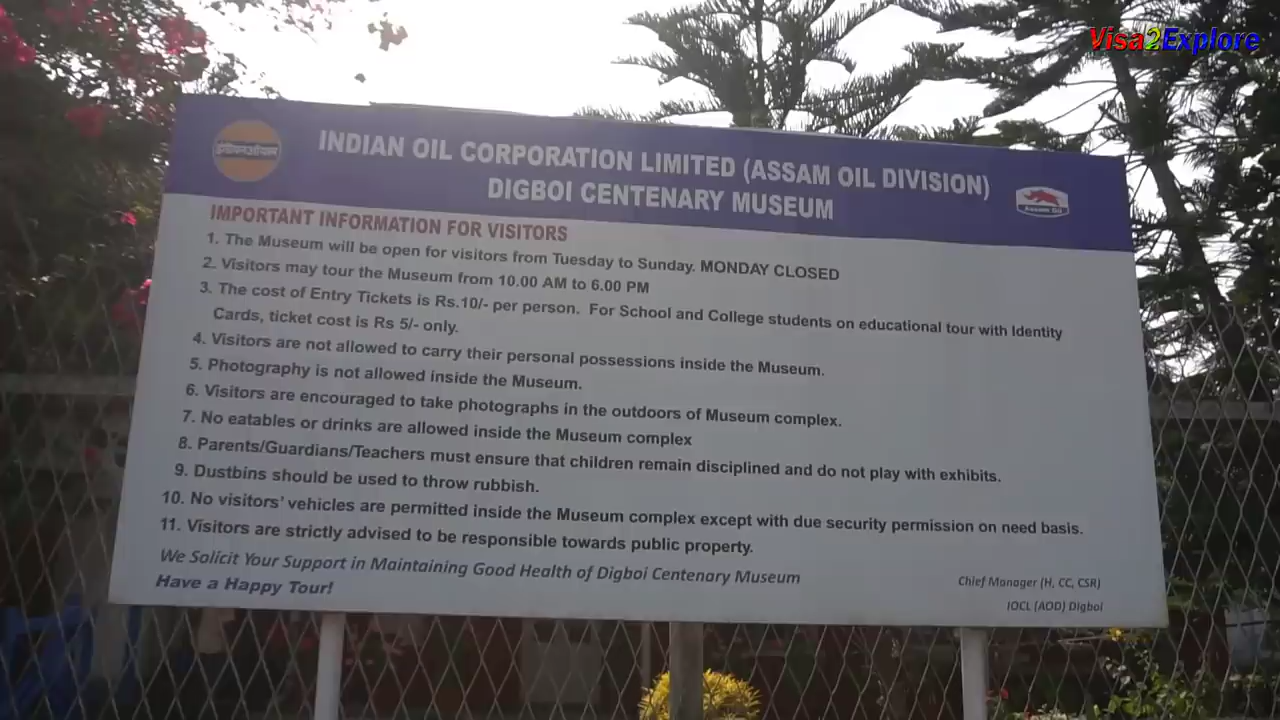 Visa2Explore
इंडियनऑयल
INDIAN OIL CORPORATION LIMITED (ASSAM OIL DIVISION)
DIGBOI CENTENARY MUSEUM
Assam Oil
IMPORTANT INFORMATION FOR VISITORS
1. The Museum will be open for visitors from Tuesday to Sunday. MONDAY CLOSED
2. Visitors may tour the Museum from 10.00 AM to 6.00 PM
3. The cost of Entry Tickets is Rs.10/- per person. For School and College students on educational tour with Identity
Cards, ticket cost is Rs 5/- only.
4. Visitors are not allowed to carry their personal possessions inside the Museum.
5. Photography is not allowed inside the Museum.
6. Visitors are encouraged to take photographs in the outdoors of Museum complex.
7. No eatables or drinks are allowed inside the Museum complex
8. Parents/Guardians/Teachers must ensure that children remain disciplined and do not play with exhibits.
9. Dustbins should be used to throw rubbish.
10. No visitors' vehicles are permitted inside the Museum complex except with due security permission on need basis.
11. Visitors are strictly advised to be responsible towards public property.
We Solicit Your Support in Maintaining Good Health of Digboi Centenary Museum
Have a Happy Tour!
Chief Manager (H, CC, CSR)
IOCL (AOD) Digboi